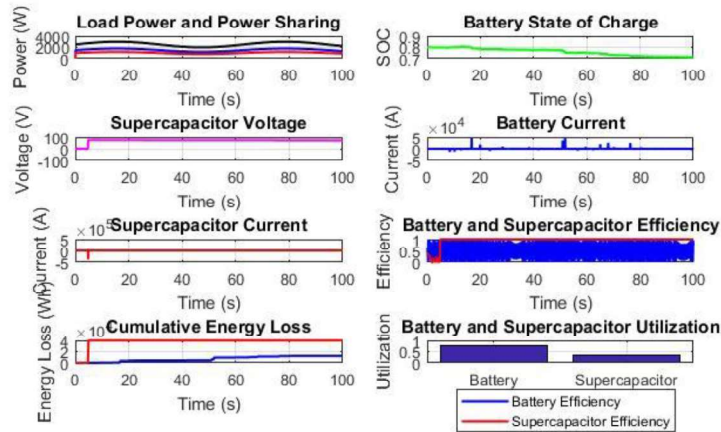 Load Power and Power Sharing
Power (W)
4000
2000
0
0 20 40 60 80 100
Time (s)
Battery State of Charge
SOC
0.9
0.8
0.7
0 20 40 60 80 100
Time (s)
Supercapacitor Voltage
Voltage (V)
100
0
-100
0 20 40 60 80 100
Time (s)
Battery Current
Current (A)
× 10⁴
5
0
-5
0 20 40 60 80 100
Time (s)
Supercapacitor Current
Current (A)
× 10⁵
5
0
-5
0 20 40 60 80 100
Time (s)
Battery and Supercapacitor Efficiency
Efficiency
1
0.5
0
0 20 40 60 80 100
Time (s)
Cumulative Energy Loss
Energy Loss (Wh)
4
2
0
0 20 40 60 80 100
Time (s)
Battery and Supercapacitor Utilization
Utilization
1
0.5
0
Battery Supercapacitor
Battery Efficiency
Supercapacitor Efficiency